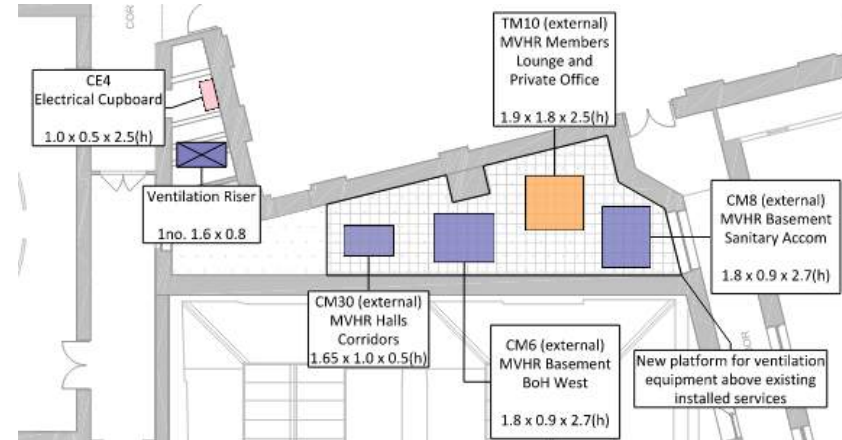 COR
TM10 (external)
MVHR Members
Lounge and
Private Office
1.9 x 1.8 x 2.5(h)
CE4
Electrical Cupboard
1.0 x 0.5 x 2.5(h)
Ventilation Riser
1no. 1.6 x 0.8
CM8 (external)
MVHR Basement
Sanitary Accom
1.8 x 0.9 x 2.7(h)
CM30 (external)
MVHR Halls
Corridors
1.65 x 1.0 x 0.5(h)
CM6 (external)
MVHR Basement
BoH West
1.8 x 0.9 x 2.7(h)
New platform for ventilation
equipment above existing
installed services